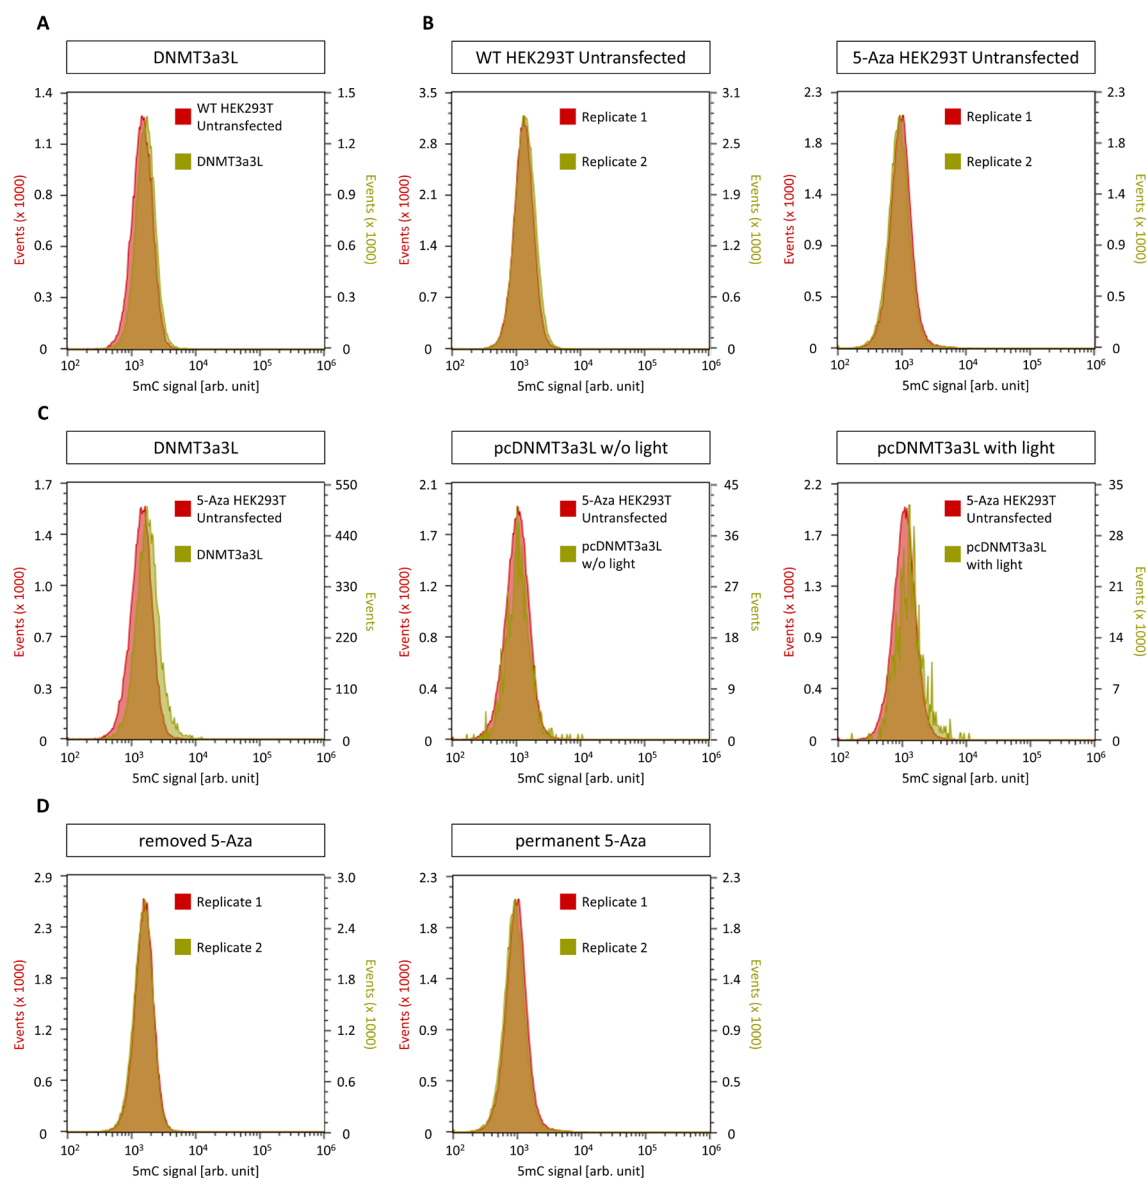 A
B
DNMT3a3L
WT HEK293T Untransfected
5-Aza HEK293T Untransfected
1.4
1.1
0.8
0.6
0.3
0
Events (x 1000)
WT HEK293T
Untransfected
DNMT3a3L
1.5
1.2
0.9
0.6
0.3
0
Events (x 1000)
10² 10³ 10⁴ 10⁵ 10⁶
5mC signal [arb. unit]
3.5
2.8
2.1
1.4
0.7
0
Events (x 1000)
Replicate 1
Replicate 2
3.1
2.5
1.9
1.2
0.6
0
Events (x 1000)
10² 10³ 10⁴ 10⁵ 10⁶
5mC signal [arb. unit]
2.3
1.8
1.4
0.9
0.5
0
Events (x 1000)
Replicate 1
Replicate 2
2.3
1.8
1.4
0.9
0.5
0
Events (x 1000)
10² 10³ 10⁴ 10⁵ 10⁶
5mC signal [arb. unit]
C
DNMT3a3L
pcDNMT3a3L w/o light
pcDNMT3a3L with light
1.7
1.4
1.0
0.7
0.3
0
Events (x 1000)
5-Aza HEK293T
Untransfected
DNMT3a3L
550
440
330
220
110
0
Events
10² 10³ 10⁴ 10⁵ 10⁶
5mC signal [arb. unit]
2.1
1.7
1.2
0.8
0.4
0
Events (x 1000)
5-Aza HEK293T
Untransfected
pcDNMT3a3L
w/o light
45
36
27
18
9
0
Events
10² 10³ 10⁴ 10⁵ 10⁶
5mC signal [arb. unit]
2.2
1.7
1.3
0.9
0.4
0
Events (x 1000)
5-Aza HEK293T
Untransfected
pcDNMT3a3L
with light
35
28
21
14
7
0
Events (x 1000)
10² 10³ 10⁴ 10⁵ 10⁶
5mC signal [arb. unit]
D
removed 5-Aza
permanent 5-Aza
2.9
2.3
1.8
1.2
0.6
0
Events (x 1000)
Replicate 1
Replicate 2
3.0
2.4
1.8
1.2
0.6
0
Events (x 1000)
10² 10³ 10⁴ 10⁵ 10⁶
5mC signal [arb. unit]
2.3
1.8
1.4
0.9
0.5
0
Events (x 1000)
Replicate 1
Replicate 2
2.3
1.8
1.4
0.9
0.5
0
Events (x 1000)
10² 10³ 10⁴ 10⁵ 10⁶
5mC signal [arb. unit]